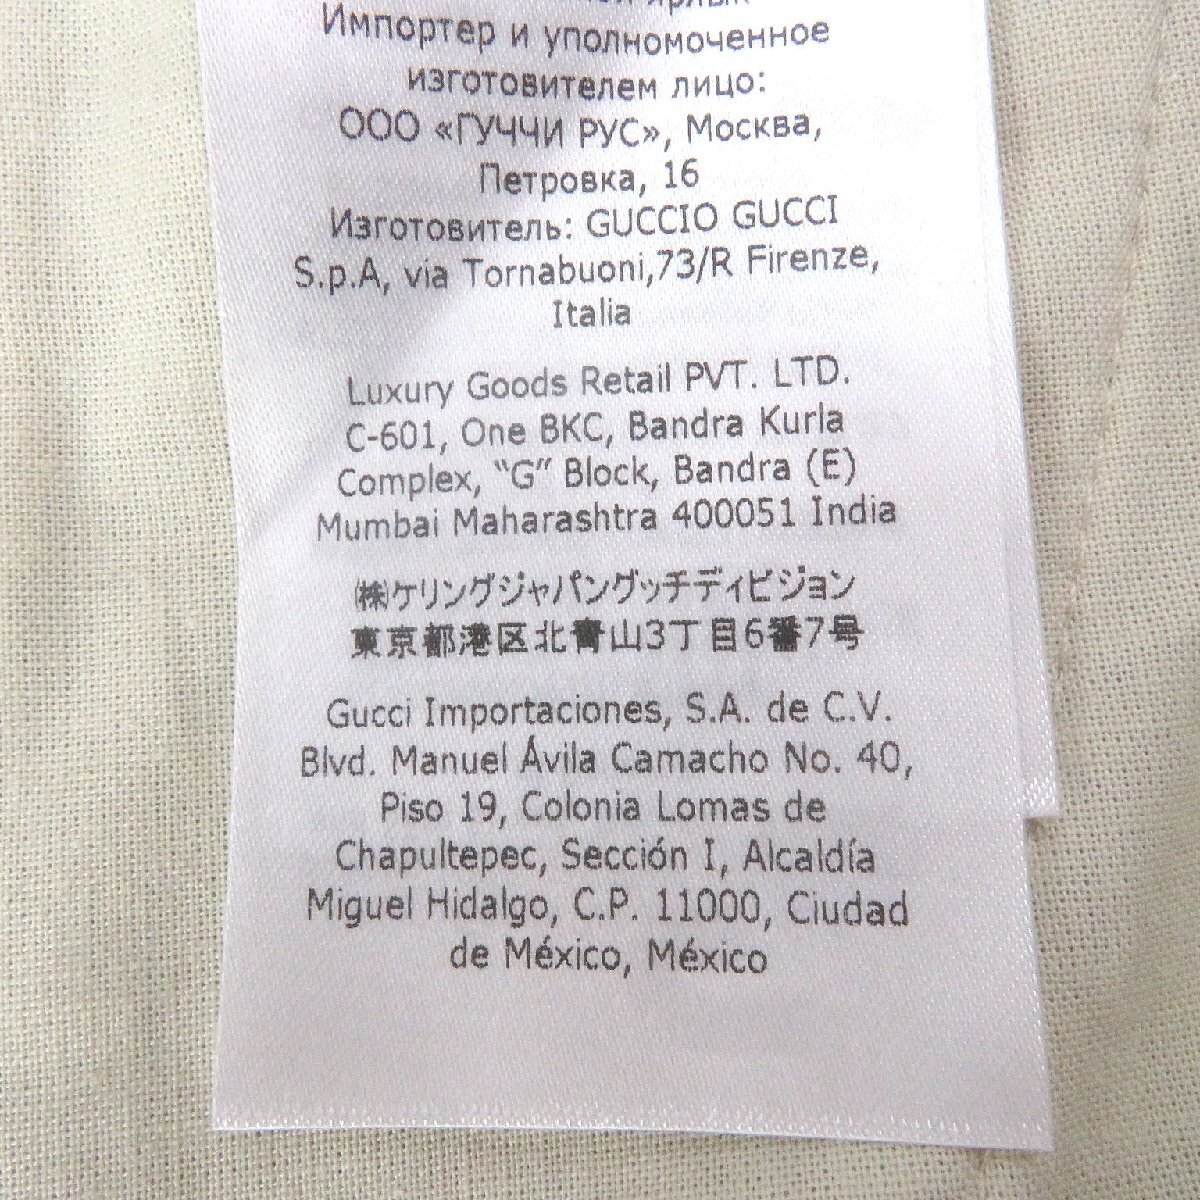 ярлык
Импортер и уполномоченное
изготовителем лицо:
ООО «ГУЧЧИ РУС», Москва,
Петровка, 16
Изготовитель: GUCCIO GUCCI
S.p.A, via Tornabuoni,73/R Firenze,
Italia
Luxury Goods Retail PVT. LTD.
C-601, One BKC, Bandra Kurla
Complex, “G” Block, Bandra (E)
Mumbai Maharashtra 400051 India
㈱ケリングジャパングッチディビジョン
東京都港区北青山3丁目6番7号
Gucci Importaciones, S.A. de C.V.
Blvd. Manuel Ávila Camacho No. 40,
Piso 19, Colonia Lomas de
Chapultepec, Sección I, Alcaldía
Miguel Hidalgo, C.P. 11000, Ciudad
de México, México